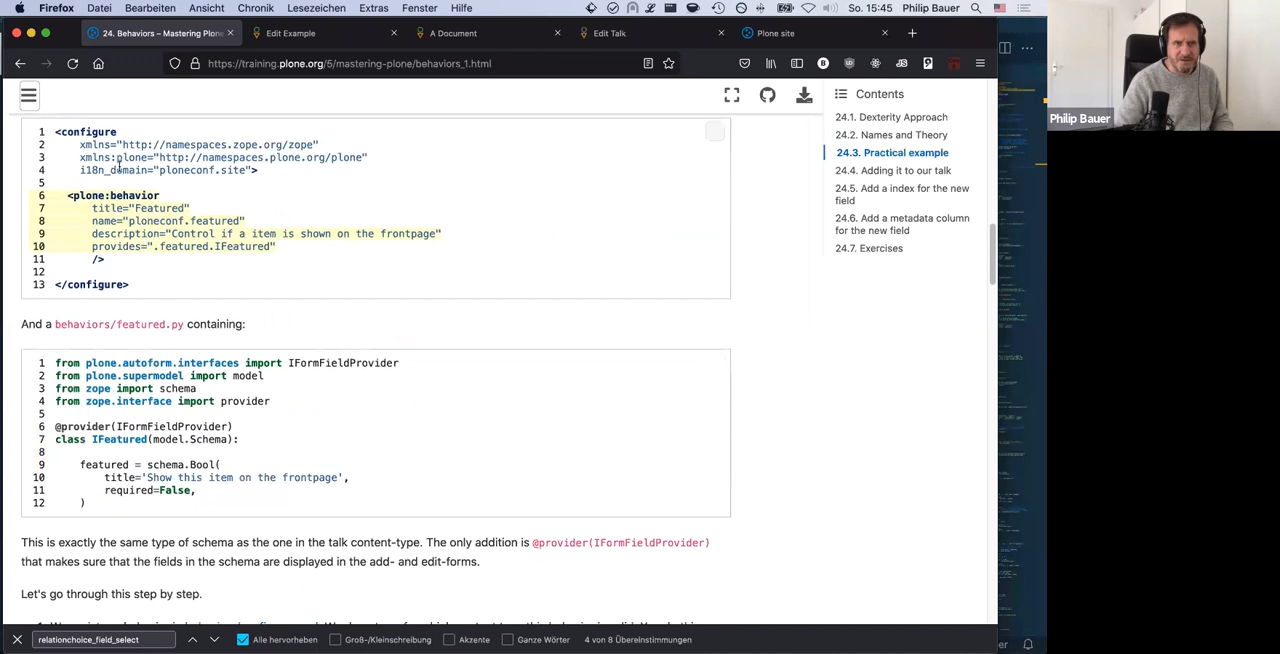 Firefox Datei Bearbeiten Ansicht Chronik Lesezeichen Extras Fenster Hilfe So. 15:45 Philip Bauer
24. Behaviors – Mastering Plone Edit Example A Document Edit Talk Plone site
https://training.plone.org/5/mastering-plone/behaviors_1.html
Contents
24.1. Dexterity Approach
24.2. Names and Theory
24.3. Practical example
24.4. Adding it to our talk
24.5. Add a index for the new
field
24.6. Add a metadata column
for the new field
24.7. Exercises
1 <configure
2 xmlns="http://namespaces.zope.org/zope"
3 xmlns:plone="http://namespaces.plone.org/plone"
4 i18n_domain="ploneconf.site">
5
6 <plone:behavior
7 title="Featured"
8 name="ploneconf.featured"
9 description="Control if a item is shown on the frontpage"
10 provides=".featured.IFeatured"
11 />
12
13 </configure>
And a behaviors/featured.py containing:
1 from plone.autoform.interfaces import IFormFieldProvider
2 from plone.supermodel import model
3 from zope import schema
4 from zope.interface import provider
5
6 @provider(IFormFieldProvider)
7 class IFeatured(model.Schema):
8
9 featured = schema.Bool(
10 title='Show this item on the frontpage',
11 required=False,
12 )
This is exactly the same type of schema as the one in the talk content-type. The only addition is @provider(IFormFieldProvider)
that makes sure that the fields in the schema are displayed in the add- and edit-forms.
Let's go through this step by step.
relationchoice_field_select Alle hervorheben Groß-/Kleinschreibung Akzente Ganze Wörter 4 von 8 Übereinstimmungen
Philip Bauer